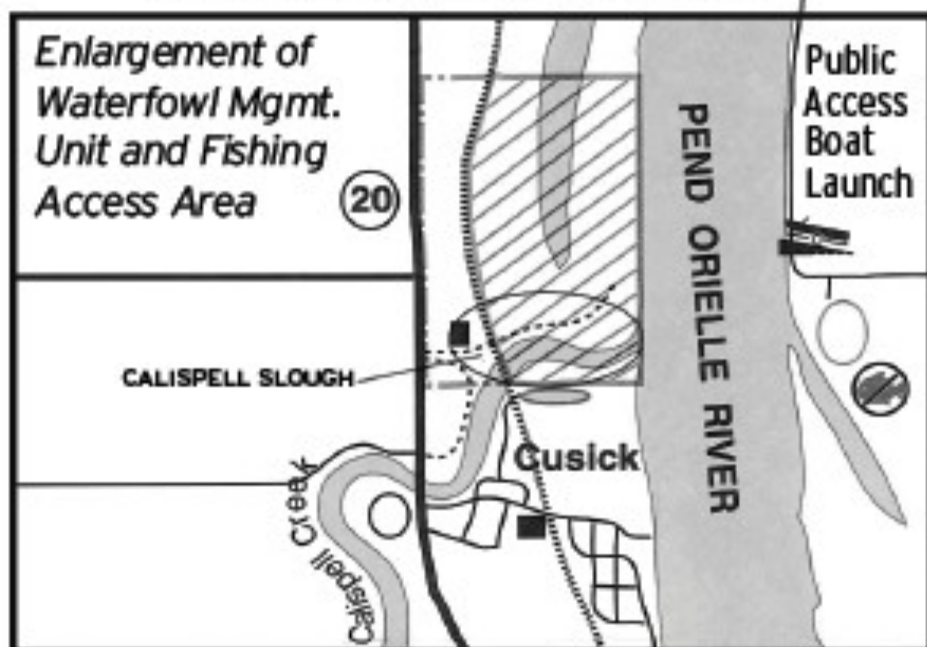 Enlargement of
Waterfowl Mgmt.
Unit and Fishing
Access Area
20
Public
Access
Boat
Launch
PEND ORIELLE RIVER
CALISPELL SLOUGH
Cusick
Calispell Creek